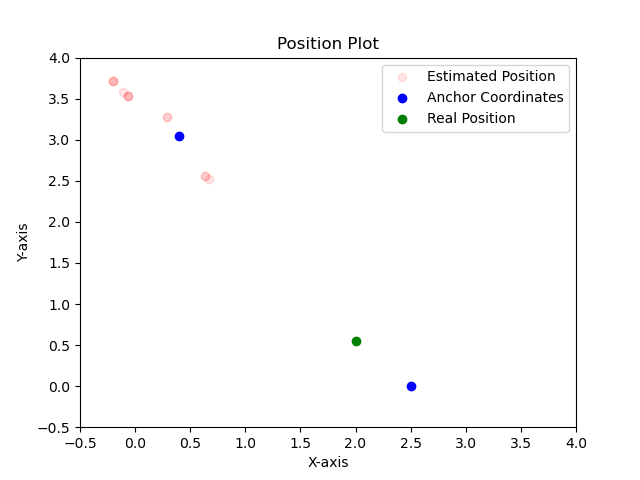 Position Plot
4.0
3.5
3.0
2.5
2.0
1.5
1.0
0.5
0.0
−0.5
Y-axis
Estimated Position
Anchor Coordinates
Real Position
−0.5 0.0 0.5 1.0 1.5 2.0 2.5 3.0 3.5 4.0
X-axis